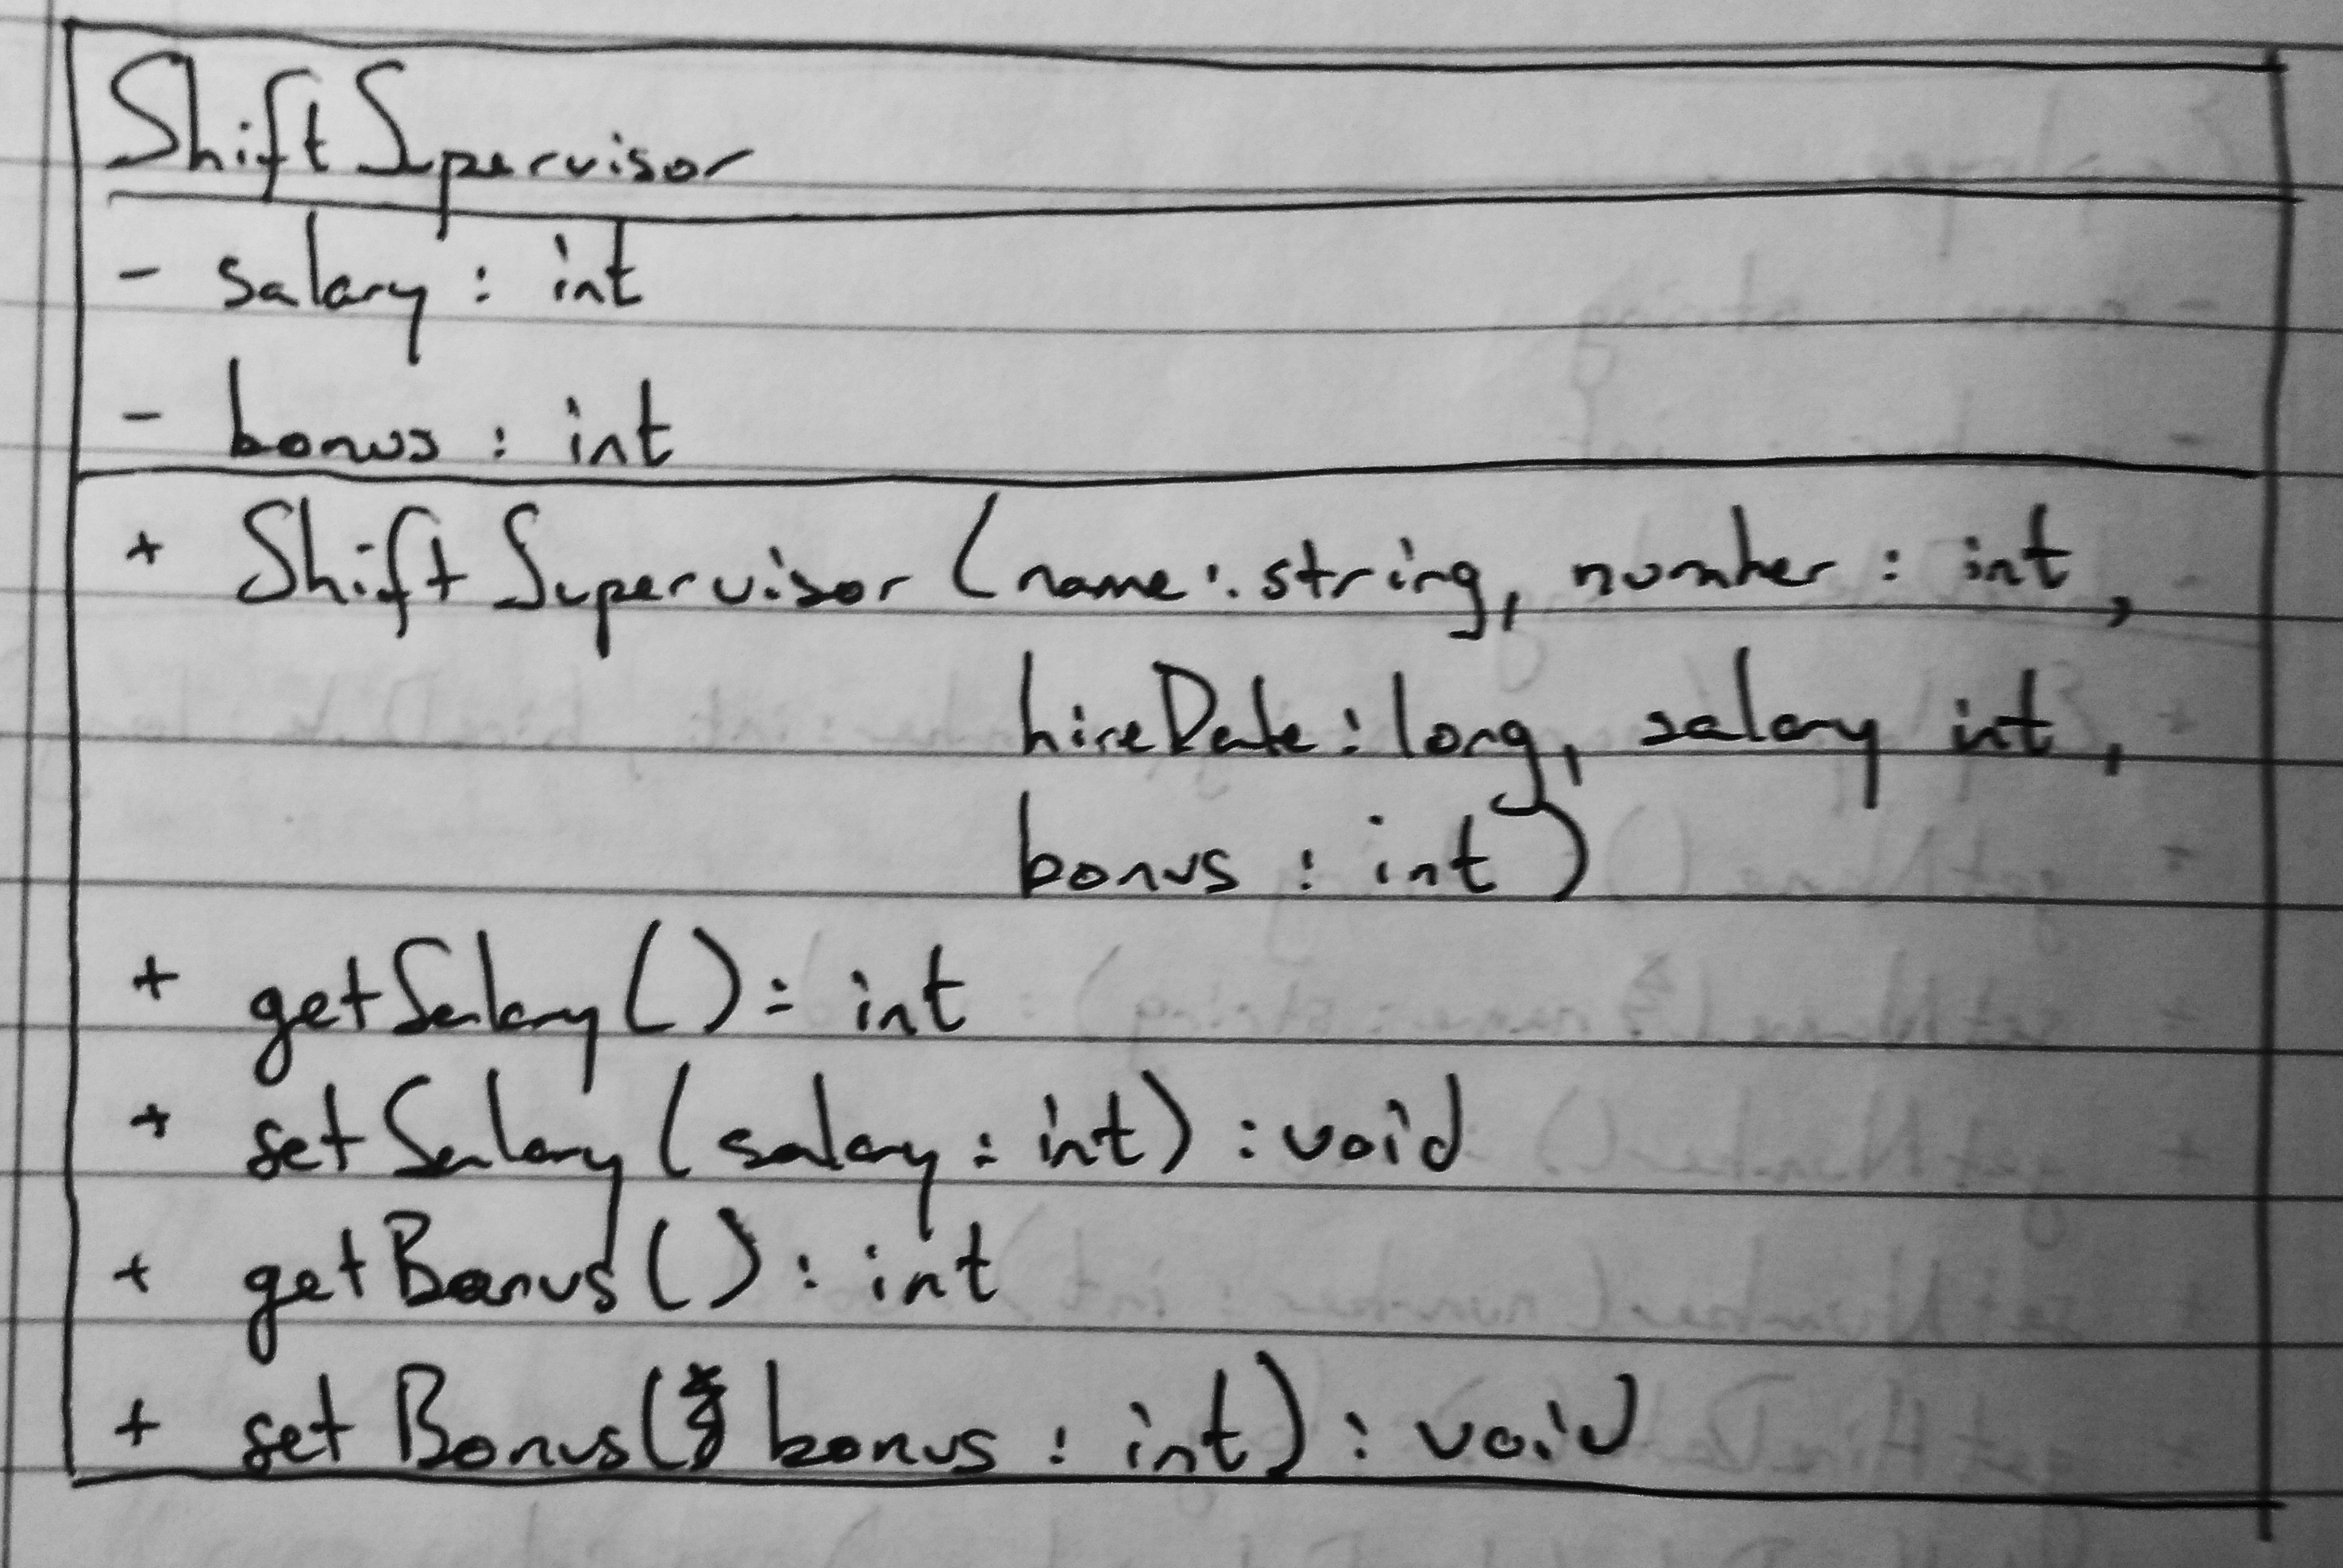 ShiftSupervisor
- salary : int
- bonus : int
+ ShiftSupervisor (name : string, number : int,
hireDate : long, salary int,
bonus : int)
+ getSalary() : int
+ setSalary(salary : int) : void
+ getBonus() : int
+ setBonus( bonus : int) : void